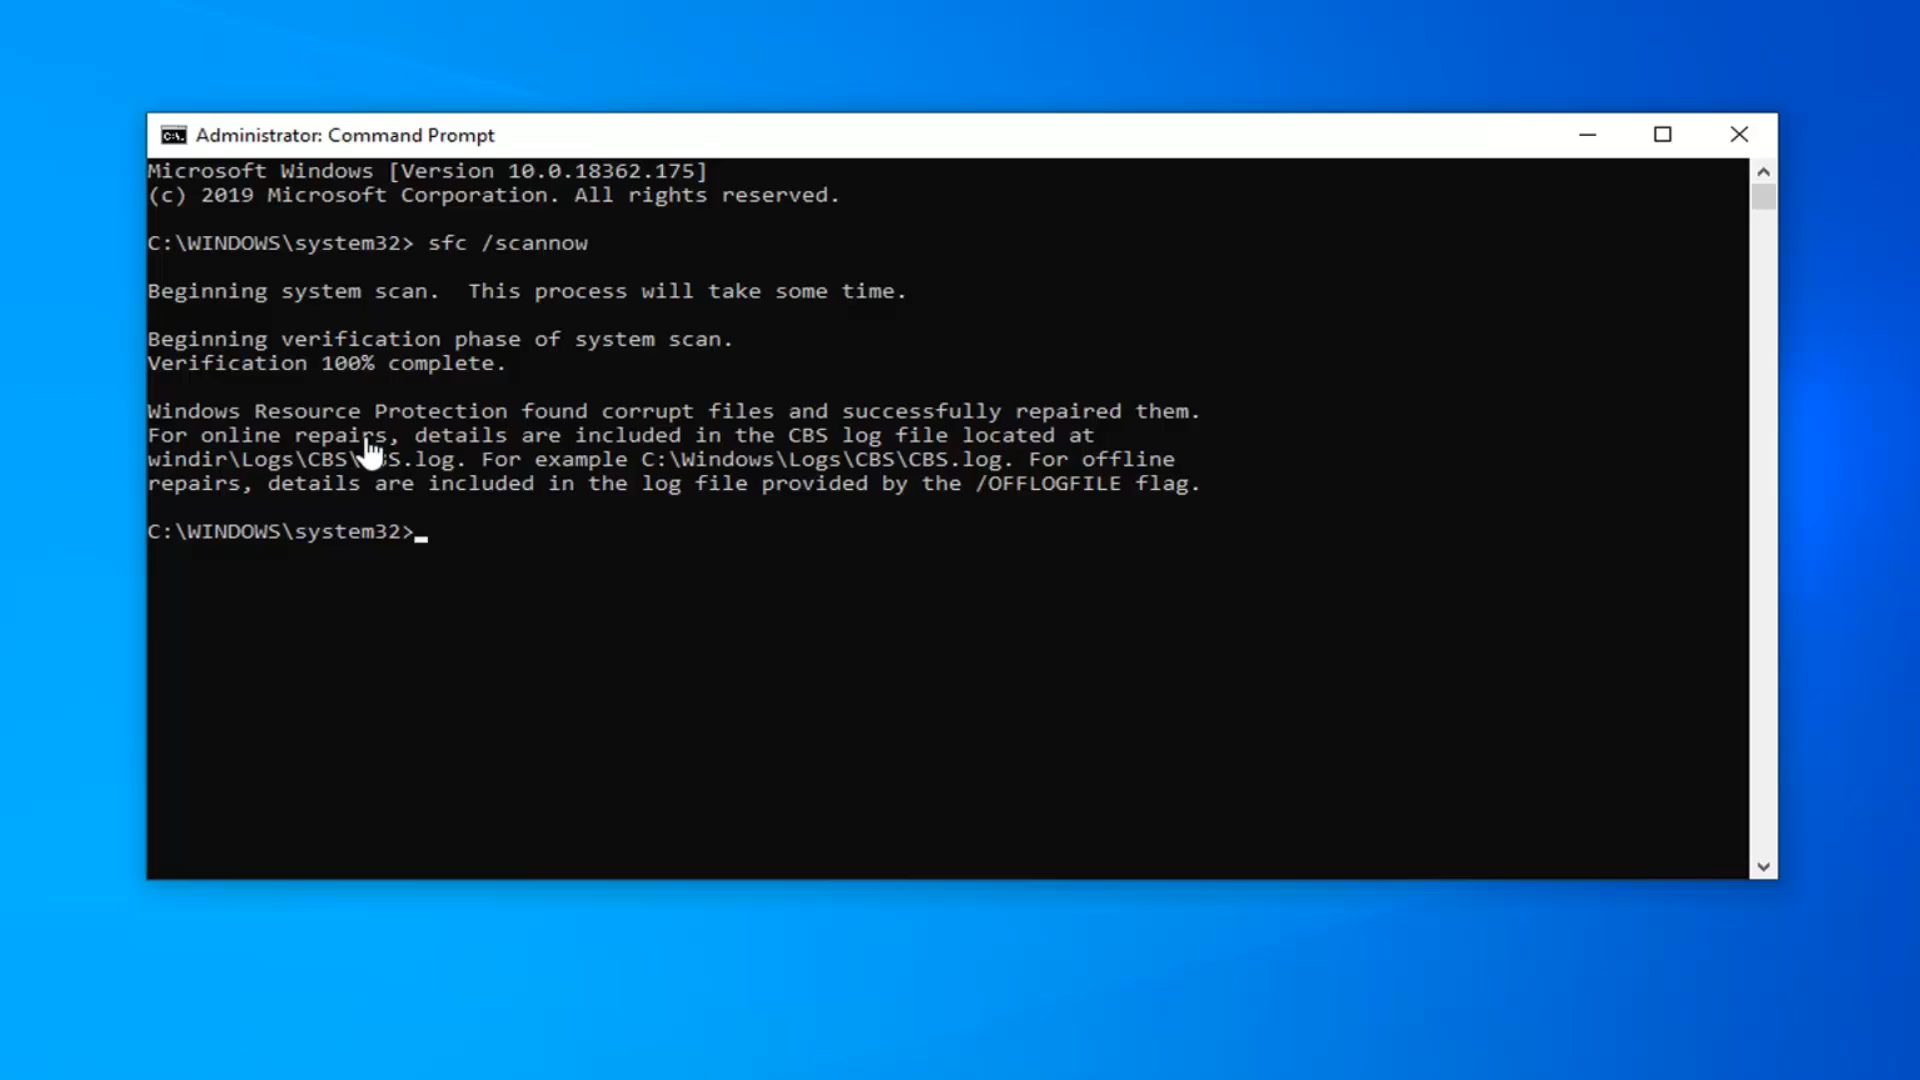 Administrator: Command Prompt
Microsoft Windows [Version 10.0.18362.175]
(c) 2019 Microsoft Corporation. All rights reserved.
C:\WINDOWS\system32> sfc /scannow
Beginning system scan.  This process will take some time.
Beginning verification phase of system scan.
Verification 100% complete.
Windows Resource Protection found corrupt files and successfully repaired them.
For online repairs, details are included in the CBS log file located at
windir\Logs\CBS\CBS.log. For example C:\Windows\Logs\CBS\CBS.log. For offline
repairs, details are included in the log file provided by the /OFFLOGFILE flag.
C:\WINDOWS\system32>